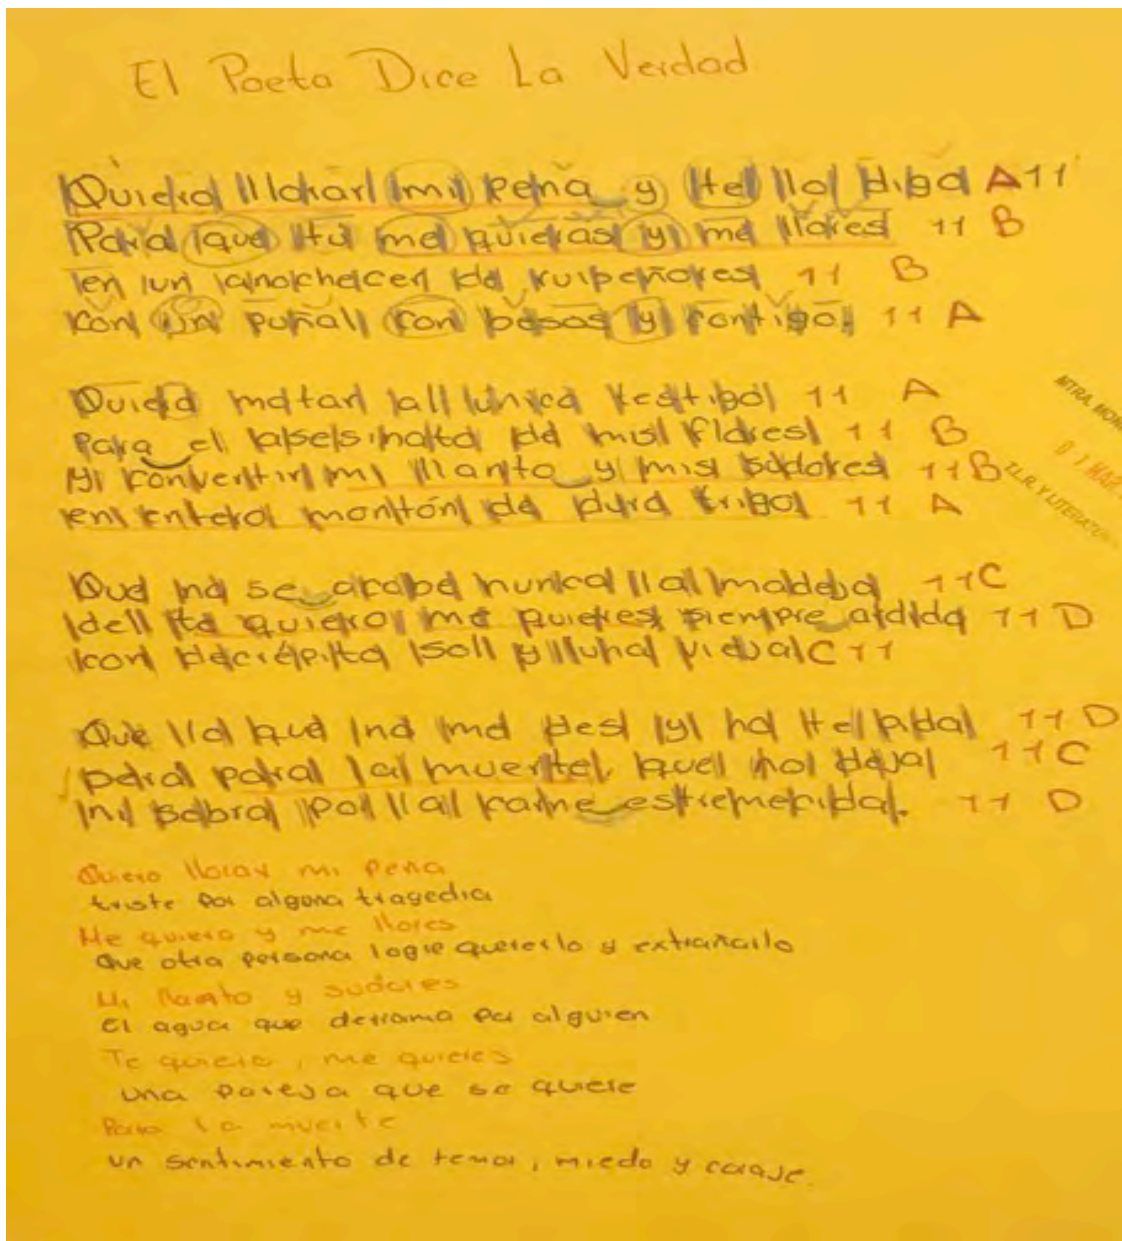 El Poeta Dice La Verdad
Quiero llorar mi pena y te lo digo A 11
Para que tú me quieras y me llores 11 B
en un anochecer de ruiseñores 11 B
con un puñal con besos y contigo. 11 A
Quiero matar al único testigo 11 A
Para el asesinato de mis flores 11 B
Y convertir mi llanto y mis sudores 11 B
en entero montón de duro trigo 11 A
Que no se acabe nunca la madeja 11 C
del te quiero, me quieres, siempre ardida 11 D
con decrépito sol y luna vieja C 11
Que lo que no me des y no te pida 11 D
para la muerte, que no deja 11 C
ni sobra por la carne estremecida. 11 D
Quiero llorar mi pena
triste por alguna tragedia
Me quiero y me llores
Que otra persona logre quererlo y extrañarlo
Mi llanto y sudores
El agua que derrama por alguien
Te quiero, me quieres
una pareja que se quiere
Para la muerte
un sentimiento de temor, miedo y coraje.
MTRA.
Z.L.R. Y